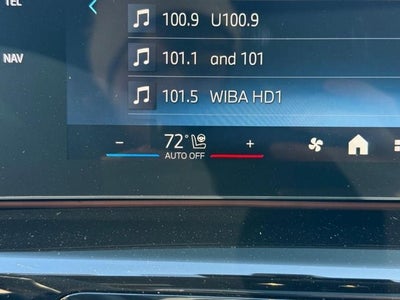 TEL
100.9 U100.9
101.1 and 101
NAV
101.5 WIBA HD1
- 72° +
AUTO OFF